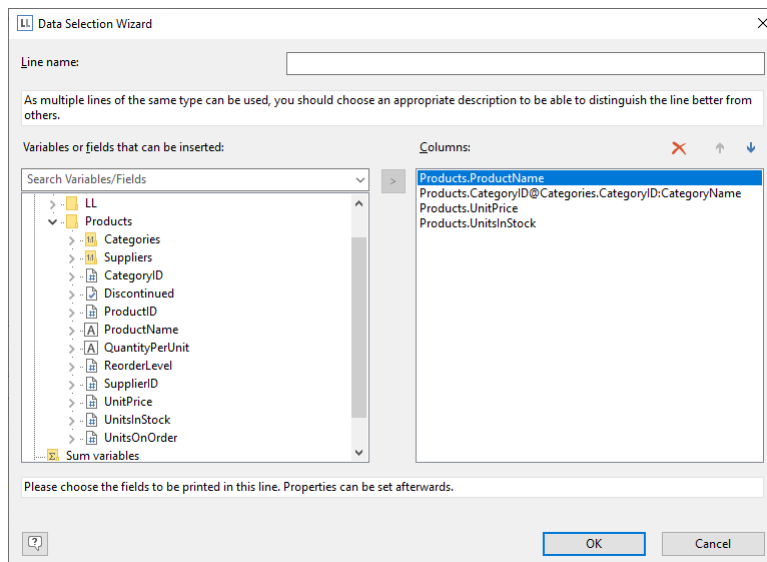 LL Data Selection Wizard
Line name:
As multiple lines of the same type can be used, you should choose an appropriate description to be able to distinguish the line better from
others.
Variables or fields that can be inserted:
Columns:
Search Variables/Fields
>
LL
Products
1:1 Categories
1:1 Suppliers
# CategoryID
Discontinued
# ProductID
A ProductName
A QuantityPerUnit
# ReorderLevel
# SupplierID
# UnitPrice
# UnitsInStock
# UnitsOnOrder
Σ Sum variables
Products.ProductName
Products.CategoryID@Categories.CategoryID:CategoryName
Products.UnitPrice
Products.UnitsInStock
Please choose the fields to be printed in this line. Properties can be set afterwards.
?
OK
Cancel